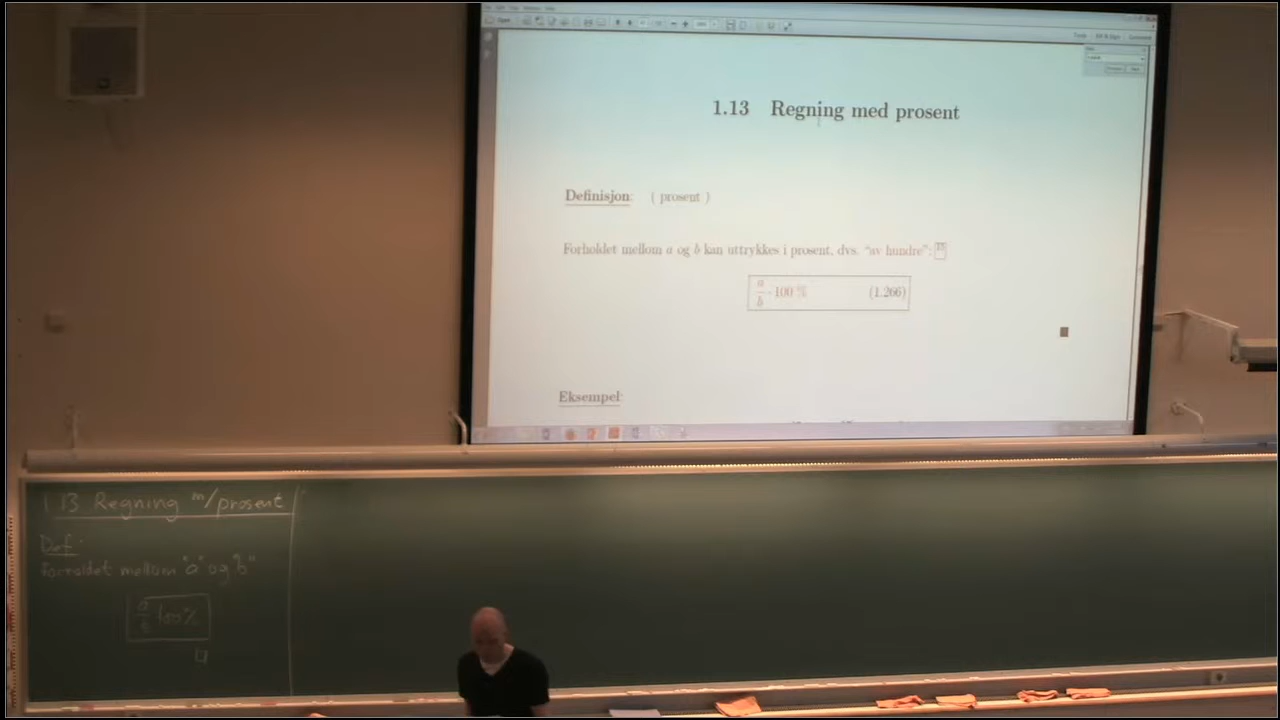 1.13 Regning med prosent
Definisjon: ( prosent )
Forholdet mellom a og b kan uttrykkes i prosent, dvs. "av hundre":
a/b · 100 % (1.266)
Eksempel:
1.13 Regning m/prosent
Def:
Forholdet mellom "a" og "b"
a/b 100%